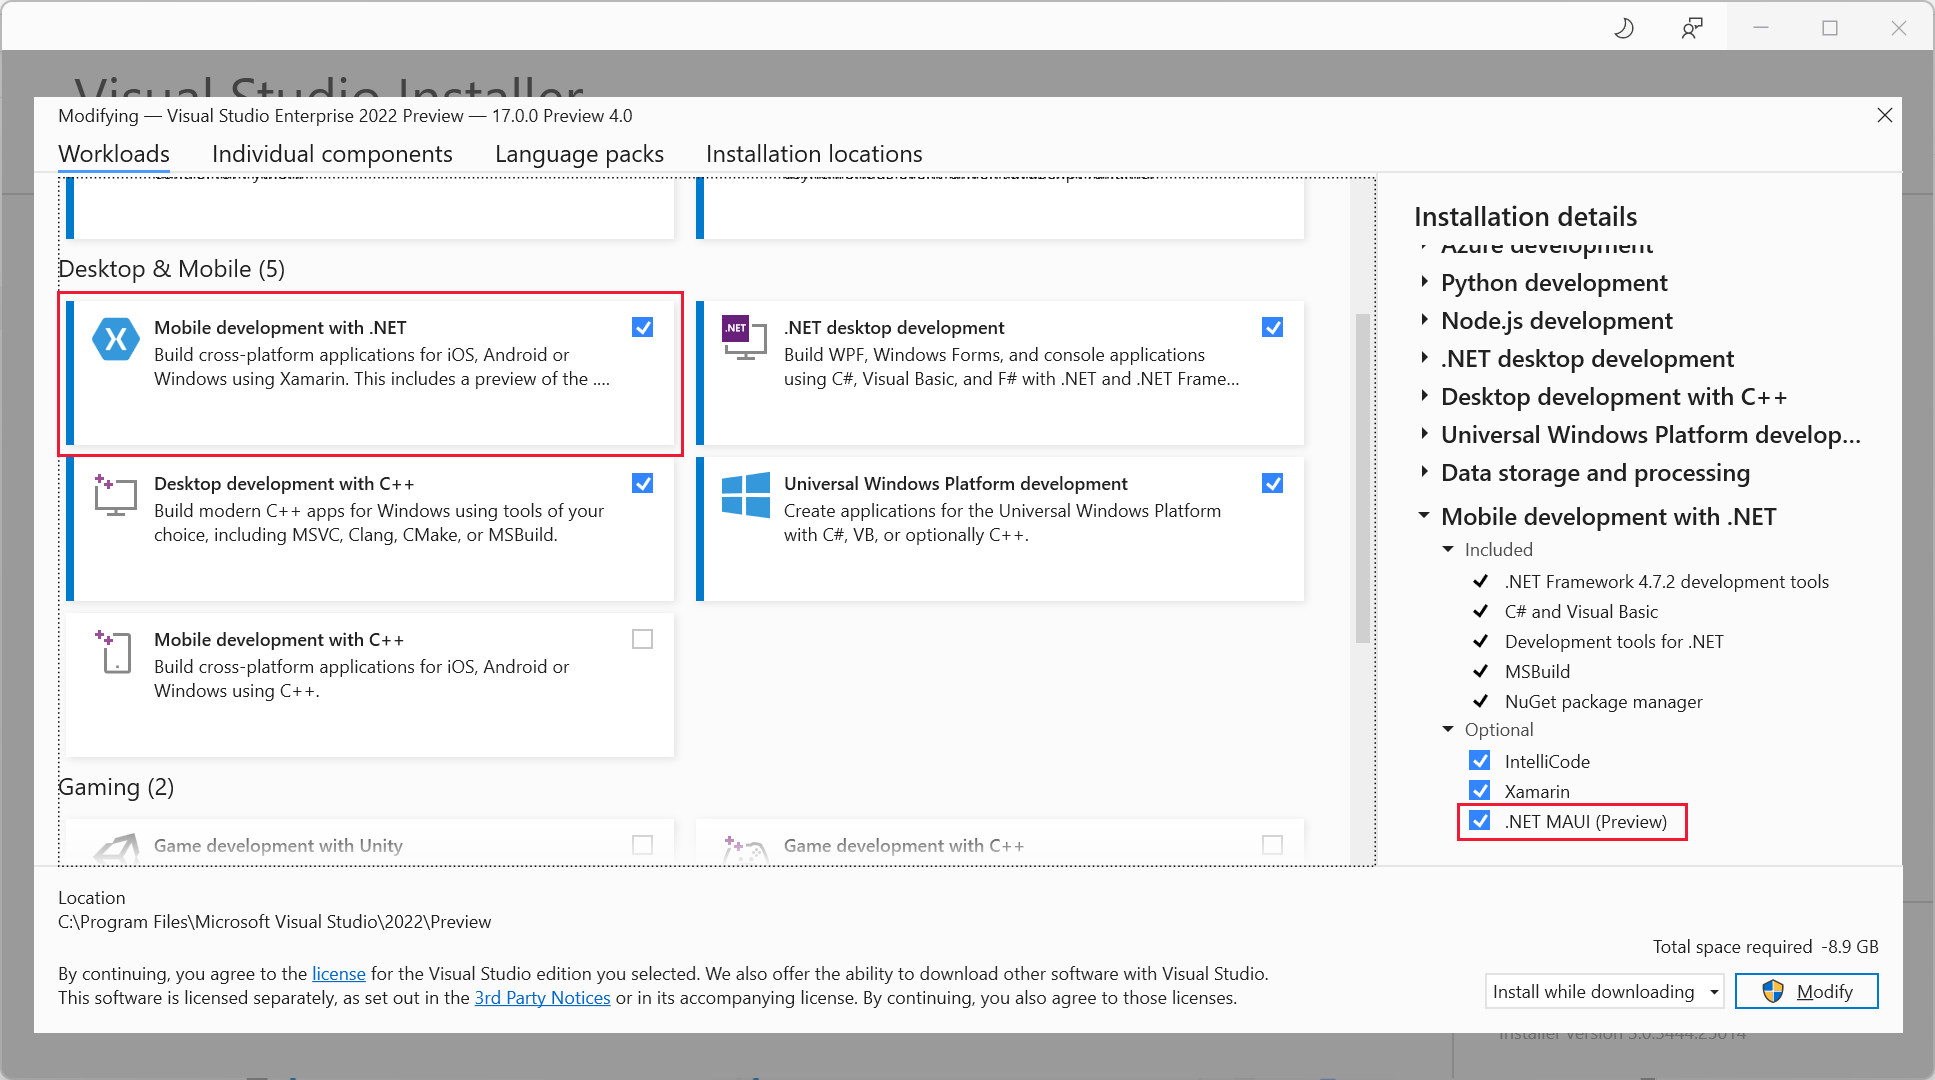 Visual Studio Installer
Modifying — Visual Studio Enterprise 2022 Preview — 17.0.0 Preview 4.0
Workloads
Individual components
Language packs
Installation locations
Desktop & Mobile (5)
Mobile development with .NET
Build cross-platform applications for iOS, Android or
Windows using Xamarin. This includes a preview of the ....
.NET
.NET desktop development
Build WPF, Windows Forms, and console applications
using C#, Visual Basic, and F# with .NET and .NET Frame...
Desktop development with C++
Build modern C++ apps for Windows using tools of your
choice, including MSVC, Clang, CMake, or MSBuild.
Universal Windows Platform development
Create applications for the Universal Windows Platform
with C#, VB, or optionally C++.
Mobile development with C++
Build cross-platform applications for iOS, Android or
Windows using C++.
Gaming (2)
Game development with Unity
Game development with C++
Installation details
Azure development
Python development
Node.js development
.NET desktop development
Desktop development with C++
Universal Windows Platform develop...
Data storage and processing
Mobile development with .NET
Included
.NET Framework 4.7.2 development tools
C# and Visual Basic
Development tools for .NET
MSBuild
NuGet package manager
Optional
IntelliCode
Xamarin
.NET MAUI (Preview)
Location
C:\Program Files\Microsoft Visual Studio\2022\Preview
By continuing, you agree to the license for the Visual Studio edition you selected. We also offer the ability to download other software with Visual Studio.
This software is licensed separately, as set out in the 3rd Party Notices or in its accompanying license. By continuing, you also agree to those licenses.
Total space required -8.9 GB
Install while downloading
Modify
Installer version 3.0.3444.25014